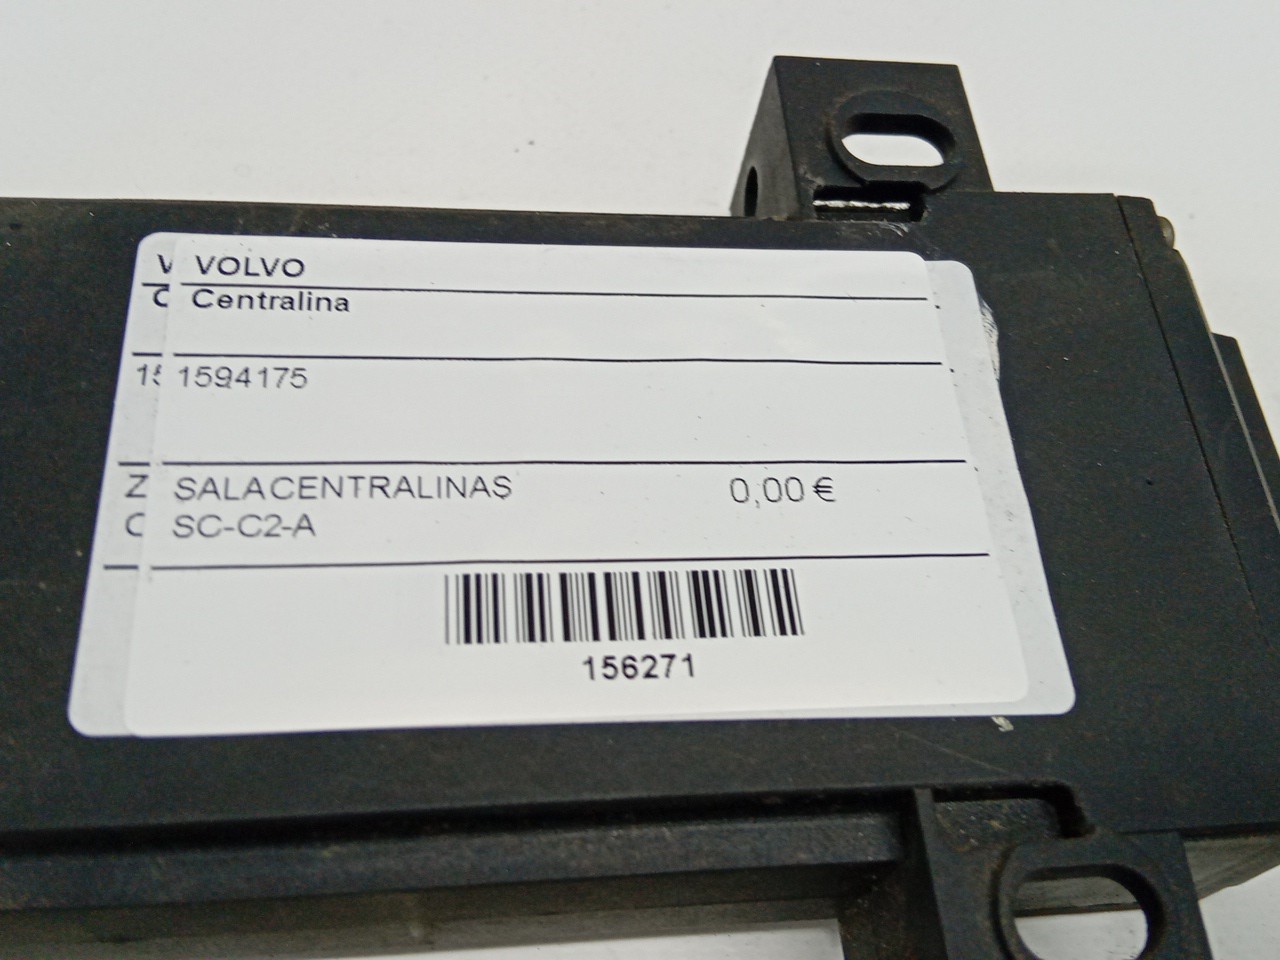 VOLVO
Centralina
1594175
SALACENTRALINAS 0,00 €
SC-C2-A
156271